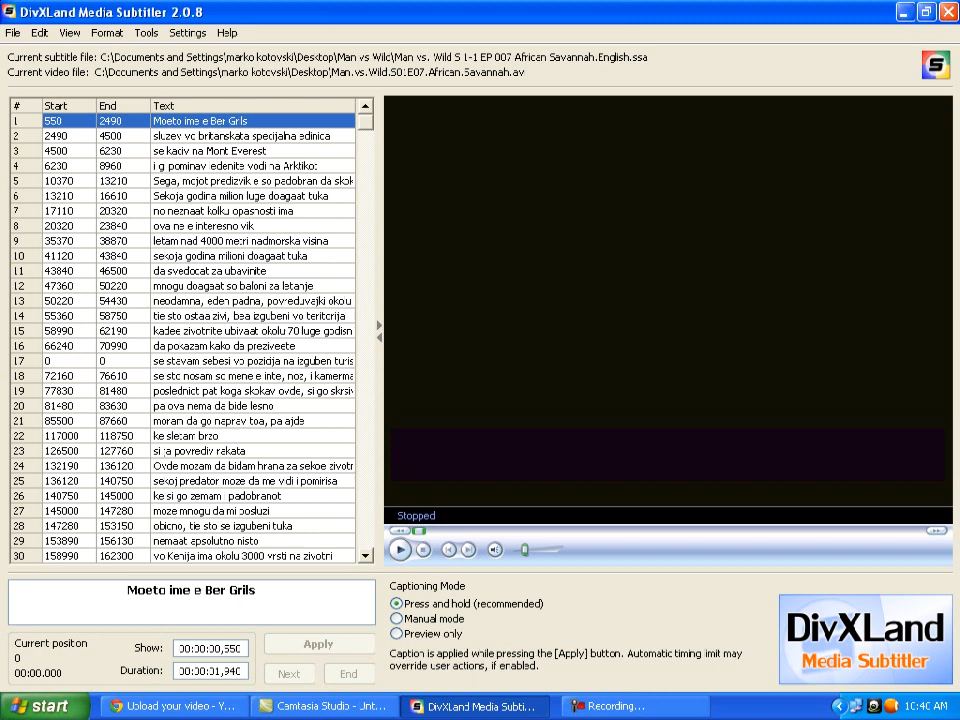 DivXLand Media Subtitler 2.0.8
File Edit View Format Tools Settings Help
Current subtitle file: C:\Documents and Settings\marko kotovski\Desktop\Man vs Wild\Man vs. Wild S 1-1 EP 007 African Savannah.English.ssa
Current video file: C:\Documents and Settings\marko kotovski\Desktop\Man.vs.Wild.S01E07.African.Savannah.av
# Start End Text
1 550 2490 Moeto ime e Ber Grils
2 2490 4500 sluzev vo britanskata specijalna edinica
3 4500 6230 se kaciv na Mont Everest
4 6230 8960 i gi pominav ledenite vodi na Arktikot
5 10370 13210 Sega, mojot predizvik e so padobran da skok
6 13210 16610 Sekoja godina milion luge doagaat tuka
7 17110 20320 no neznaat kolku opasnosti ima
8 20320 23840 ova ne e interesno vik
9 35370 38870 letam nad 4000 metri nadmorska visina
10 41120 43840 sekoja godina milioni doagaat tuka
11 43840 46500 da svedocat za ubavinite
12 47360 50220 mnogu doagaat so baloni za letanje
13 50220 54430 neodamna, eden padna, povreduvajki okolu
14 55360 58750 tie sto ostaa zivi, bea izgubeni vo teritorija
15 58990 62190 kadee zivotnite ubivaat okolu 70 luge godisn
16 66240 70990 da pokazam kako da preziveete
17 0 0 se stavam sebesi vo pozicija na izguben turis
18 72160 76610 se sto nosam so mene e inte, noz, i kamerma
19 77830 81480 posledniot pat koga skokav ovde, si go skrsiv
20 81480 83630 pa ova nema da bide lesno
21 85500 87660 moram da go naprav toa, pa ajde
22 117000 118750 ke sletam brzo
23 126500 127760 si ja povrediv rakata
24 132190 136120 Ovde mozam da bidam hrana za sekoe zivotr
25 136120 140750 sekoj predator moze da me vidi i pomirisa
26 140750 145000 ke si go zemam i padobranot
27 145000 147280 moze mnogu da mi posluzi
28 147280 153150 obicno, tie sto se izgubeni tuka
29 153890 156130 nemaat apsolutno nisto
30 158990 162300 vo Kenija ima okolu 3000 vrsti na zivotni
Stopped
Moeto ime e Ber Grils
Current position
0
00:00.000
Show: 00:00:00,550
Duration: 00:00:01,940
Apply
Next End
Captioning Mode
Press and hold (recommended)
Manual mode
Preview only
Caption is applied while pressing the [Apply] button. Automatic timing limit may
override user actions, if enabled.
DivXLand
Media Subtitler
start
Upload your video - Y...
Camtasia Studio - Unt...
DivXLand Media Subti...
Recording...
10:40 AM